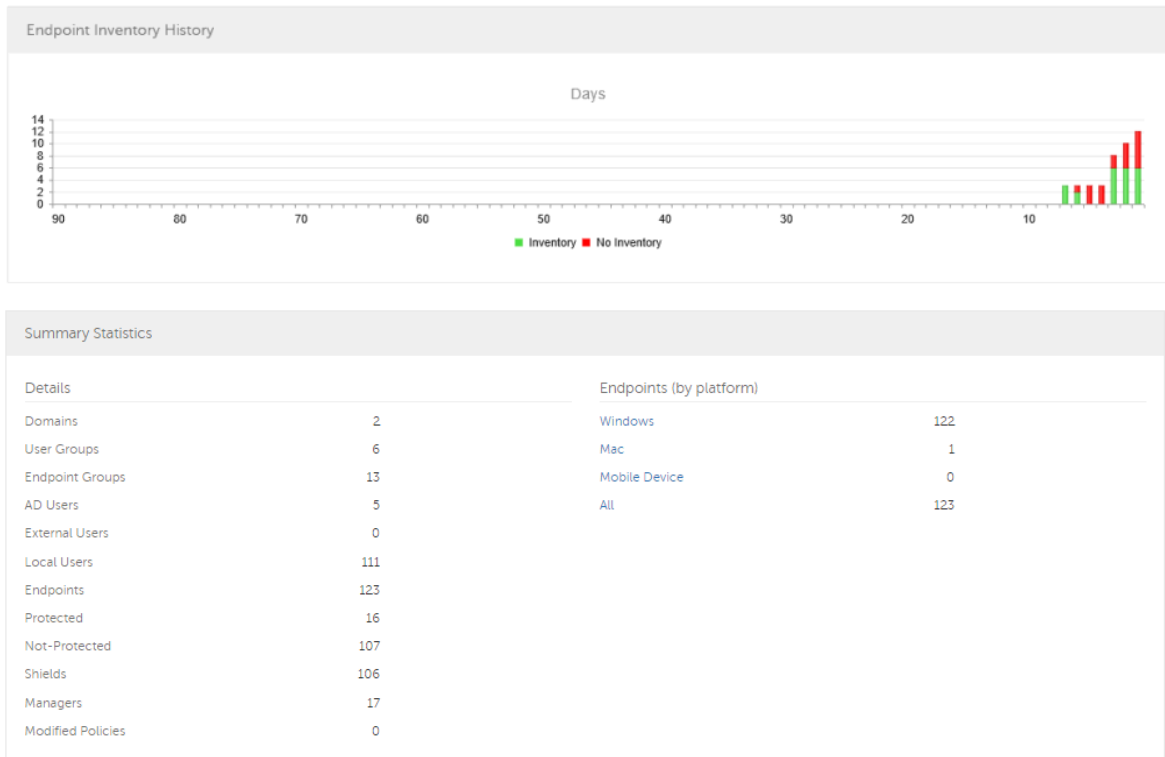 Endpoint Inventory History
Days
14
12
10
8
6
4
2
0
90 80 70 60 50 40 30 20 10
Inventory No Inventory
Summary Statistics
Details
Domains 2
User Groups 6
Endpoint Groups 13
AD Users 5
External Users 0
Local Users 111
Endpoints 123
Protected 16
Not-Protected 107
Shields 106
Managers 17
Modified Policies 0
Endpoints (by platform)
Windows 122
Mac 1
Mobile Device 0
All 123